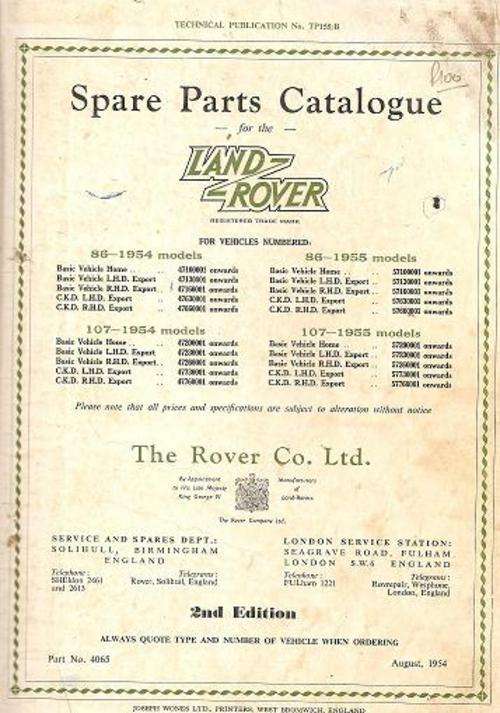 TECHNICAL PUBLICATION No. TP155/B
Spare Parts Catalogue
— for the —
LAND ROVER
REGISTERED TRADE MARK
FOR VEHICLES NUMBERED:
86—1954 models
Basic Vehicle Home .. .. 47100001 onwards
Basic Vehicle L.H.D. Export 47130001 onwards
Basic Vehicle R.H.D. Export onwards
C.K.D. L.H.D. Export .. 47630001 onwards
C.K.D. R.H.D. Export .. 47660001 onwards
86—1955 models
Basic Vehicle Home .. .. 57100001 onwards
Basic Vehicle L.H.D. Export 57130001 onwards
Basic Vehicle R.H.D. Export onwards
C.K.D. L.H.D. Export .. 57630001 onwards
C.K.D. R.H.D. Export .. onwards
107—1954 models
Basic Vehicle Home .. .. 47200001 onwards
Basic Vehicle L.H.D. Export 47230001 onwards
Basic Vehicle R.H.D. Export .. 47260001 onwards
C.K.D. L.H.D. Export .. 47730001 onwards
C.K.D. R.H.D. Export .. 47760001 onwards
107—1955 models
Basic Vehicle Home .. .. 57200001 onwards
Basic Vehicle L.H.D. Export .. 57230001 onwards
Basic Vehicle R.H.D. Export .. 57260001 onwards
C.K.D. L.H.D. Export .. 57730001 onwards
C.K.D. R.H.D. Export .. 57760001 onwards
Please note that all prices and specifications are subject to alteration without notice
The Rover Co. Ltd.
By Appointment
to His Late Majesty
King George VI
Manufacturers
of
Land-Rovers
The Rover Company Ltd.
SERVICE AND SPARES DEPT.:
SOLIHULL, BIRMINGHAM
ENGLAND
Telephone: Telegrams:
SHEldon 2461 Rover, Solihull, England
and 2615
LONDON SERVICE STATION:
SEAGRAVE ROAD, FULHAM
LONDON S.W.6 ENGLAND
Telephone: Telegrams:
FULham 1221 Rovrepair, Wesphone,
London, England
2nd Edition
ALWAYS QUOTE TYPE AND NUMBER OF VEHICLE WHEN ORDERING
Part No. 4065 August, 1954
JOSEPH WONES LTD., PRINTERS, WEST BROMWICH, ENGLAND